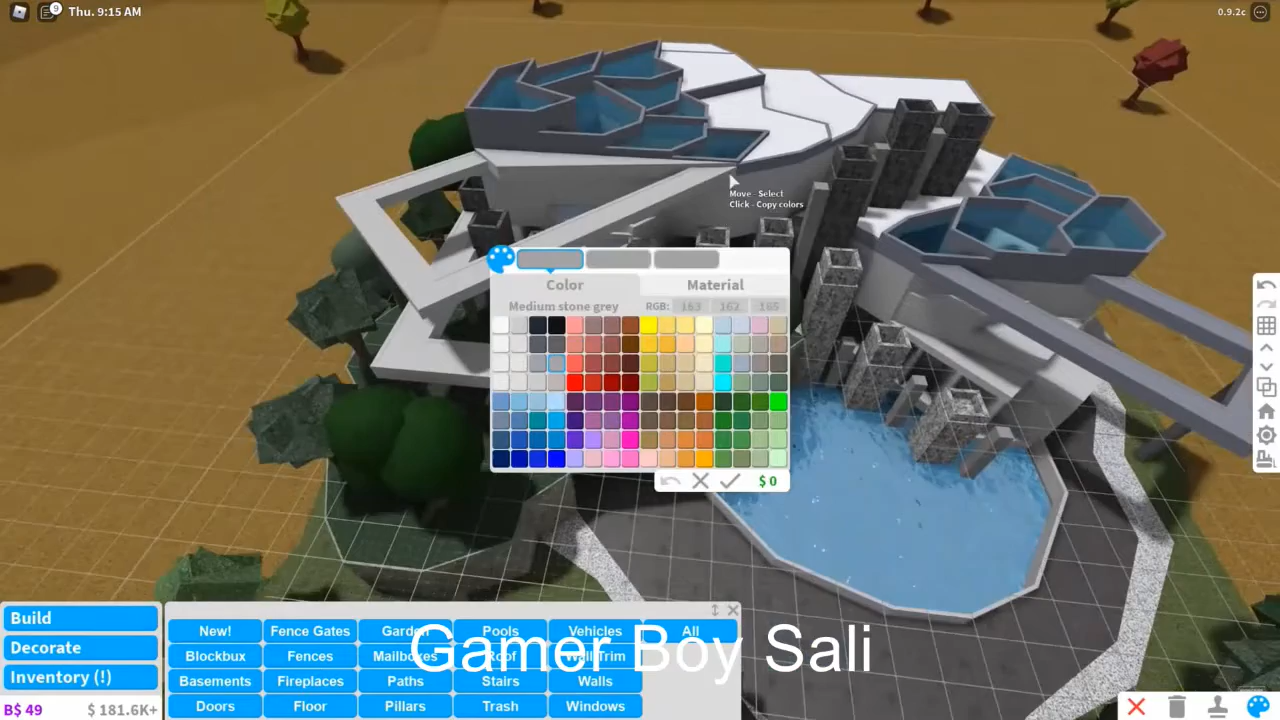 9
Thu. 9:15 AM
0.9.2c
Move - Select
Click - Copy colors
Color
Material
Medium stone grey
RGB: 163 162 165
$ 0
Build
Decorate
Inventory (!)
B$ 49
$ 181.6K+
New!
Fence Gates
Garden
Pools
Vehicles
All
Blockbux
Fences
Mailboxes
Roof
Wall Trim
Basements
Fireplaces
Paths
Stairs
Walls
Doors
Floor
Pillars
Trash
Windows
Gamer Boy Sali